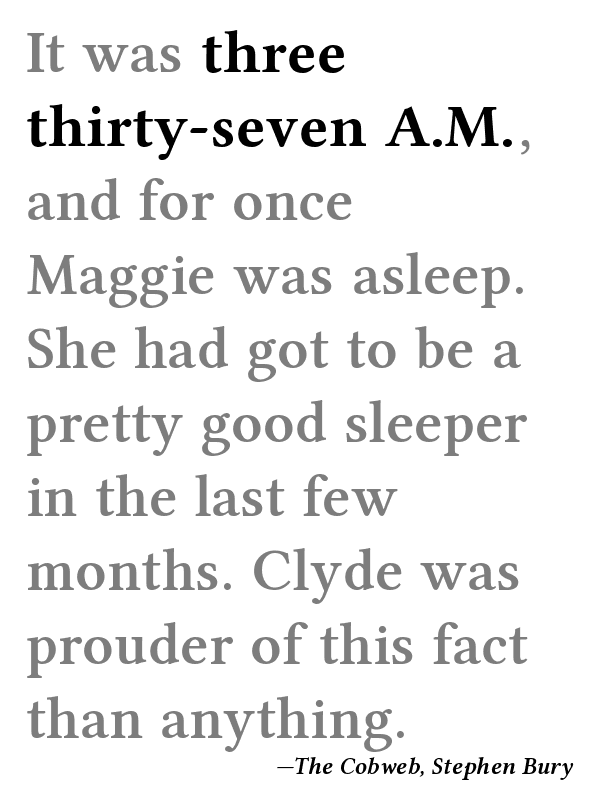 It was three
thirty-seven A.M.,
and for once
Maggie was asleep.
She had got to be a
pretty good sleeper
in the last few
months. Clyde was
prouder of this fact
than anything.
—The Cobweb, Stephen Bury